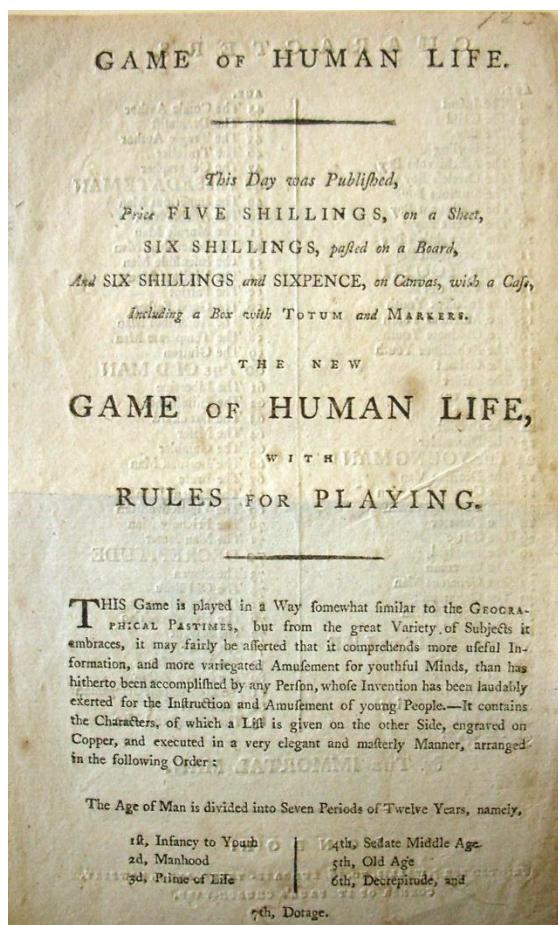 GAME OF HUMAN LIFE.
This Day was Publiſhed,
Price FIVE SHILLINGS, on a Sheet,
SIX SHILLINGS, paſted on a Board,
And SIX SHILLINGS and SIXPENCE, on Canvas, with a Caſe,
Including a Box with TOTUM and MARKERS.
THE NEW
GAME OF HUMAN LIFE,
WITH
RULES FOR PLAYING.
THIS Game is played in a Way ſomewhat ſimilar to the GEOGRA-
PHICAL PASTIMES, but from the great Variety of Subjects it
embraces, it may fairly be aſſerted that it comprehends more uſeful In-
formation, and more variegated Amuſement for youthful Minds, than has
hitherto been accompliſhed by any Perſon, whoſe Invention has been laudably
exerted for the Inſtruction and Amuſement of young People.—It contains
the Characters, of which a Liſt is given on the other Side, engraved on
Copper, and executed in a very elegant and maſterly Manner, arranged
in the following Order:
The Age of Man is divided into Seven Periods of Twelve Years, namely,
1ſt, Infancy to Youth
2d, Manhood
3d, Prime of Life
4th, Sedate Middle Age
5th, Old Age
6th, Decrepitude, and
7th, Dotage.